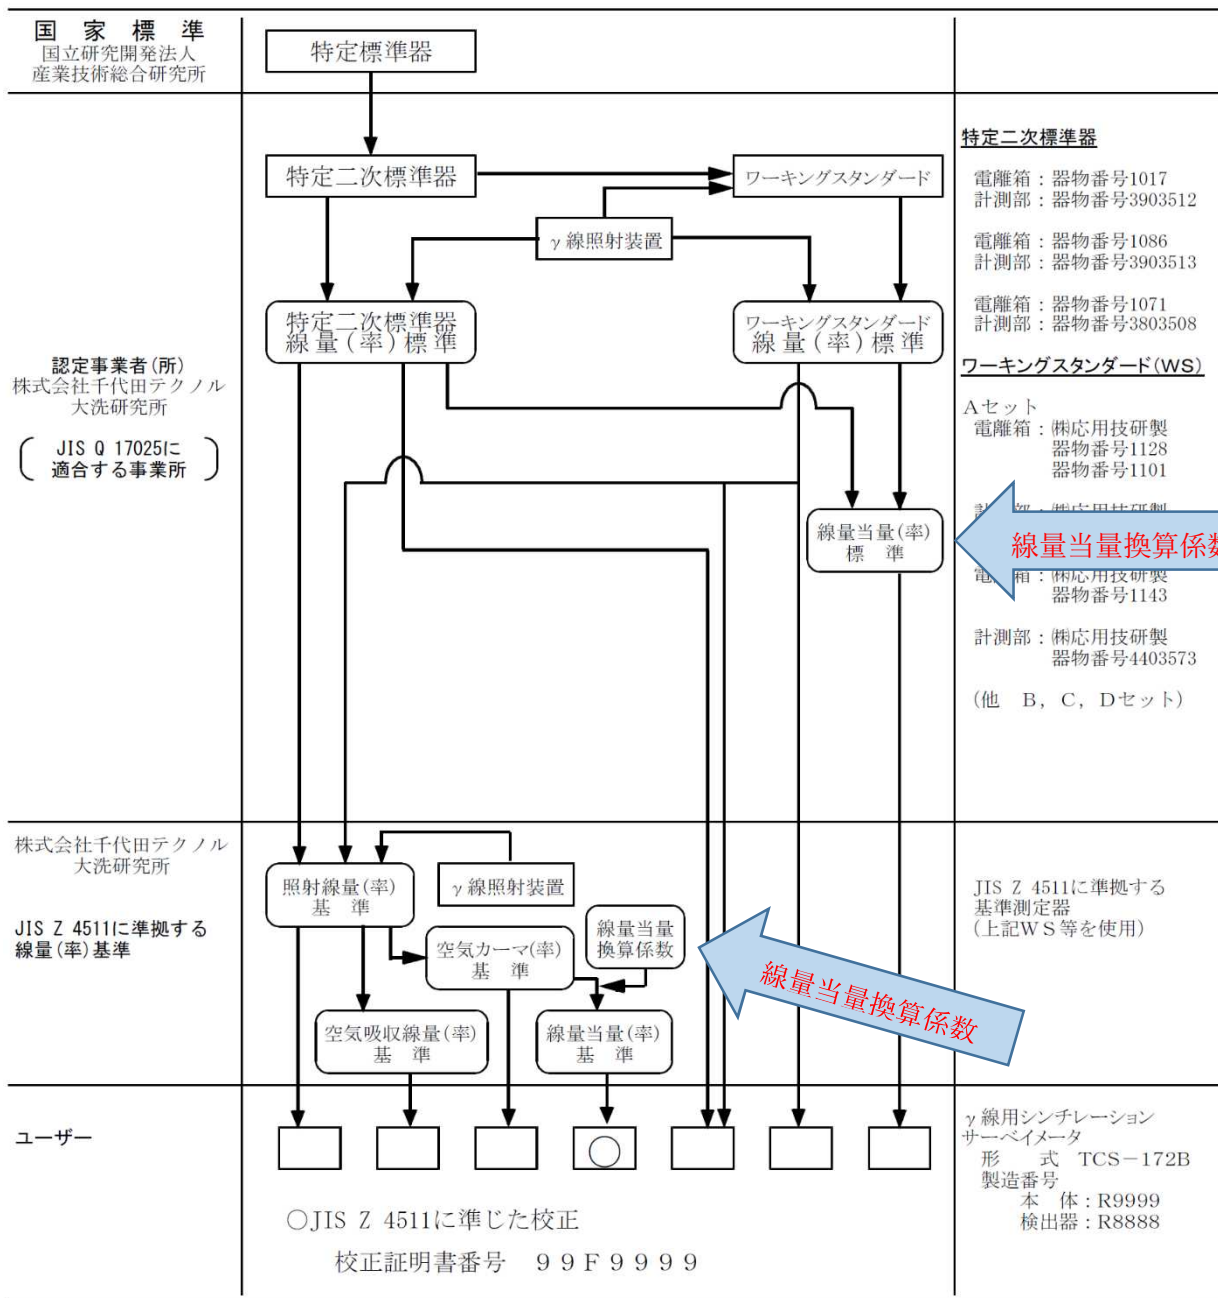 国 家 標 準
国立研究開発法人
産業技術総合研究所
特定標準器
認定事業者(所)
株式会社千代田テクノル
大洗研究所
JIS Q 17025に
適合する事業所
特定二次標準器
ワーキングスタンダード
γ線照射装置
特定二次標準器
線量(率)標準
ワーキングスタンダード
線量(率)標準
線量当量(率)
標 準
特定二次標準器
電離箱：器物番号1017
計測部：器物番号3903512
電離箱：器物番号1086
計測部：器物番号3903513
電離箱：器物番号1071
計測部：器物番号3803508
ワーキングスタンダード(WS)
Aセット
電離箱：㈱応用技研製
器物番号1128
器物番号1101
線量当量換算係数
電離箱：㈱応用技研製
器物番号1143
計測部：㈱応用技研製
器物番号4403573
(他 B, C, Dセット)
株式会社千代田テクノル
大洗研究所
JIS Z 4511に準拠する
線量(率)基準
照射線量(率)
基 準
γ線照射装置
空気カーマ(率)
基 準
線量当量
換算係数
空気吸収線量(率)
基 準
線量当量(率)
基 準
線量当量換算係数
JIS Z 4511に準拠する
基準測定器
(上記WS等を使用)
ユーザー
○
γ線用シンチレーション
サーベイメータ
形 式 TCS－172B
製造番号
本 体：R9999
検出器：R8888
○JIS Z 4511に準じた校正
校正証明書番号 99F9999